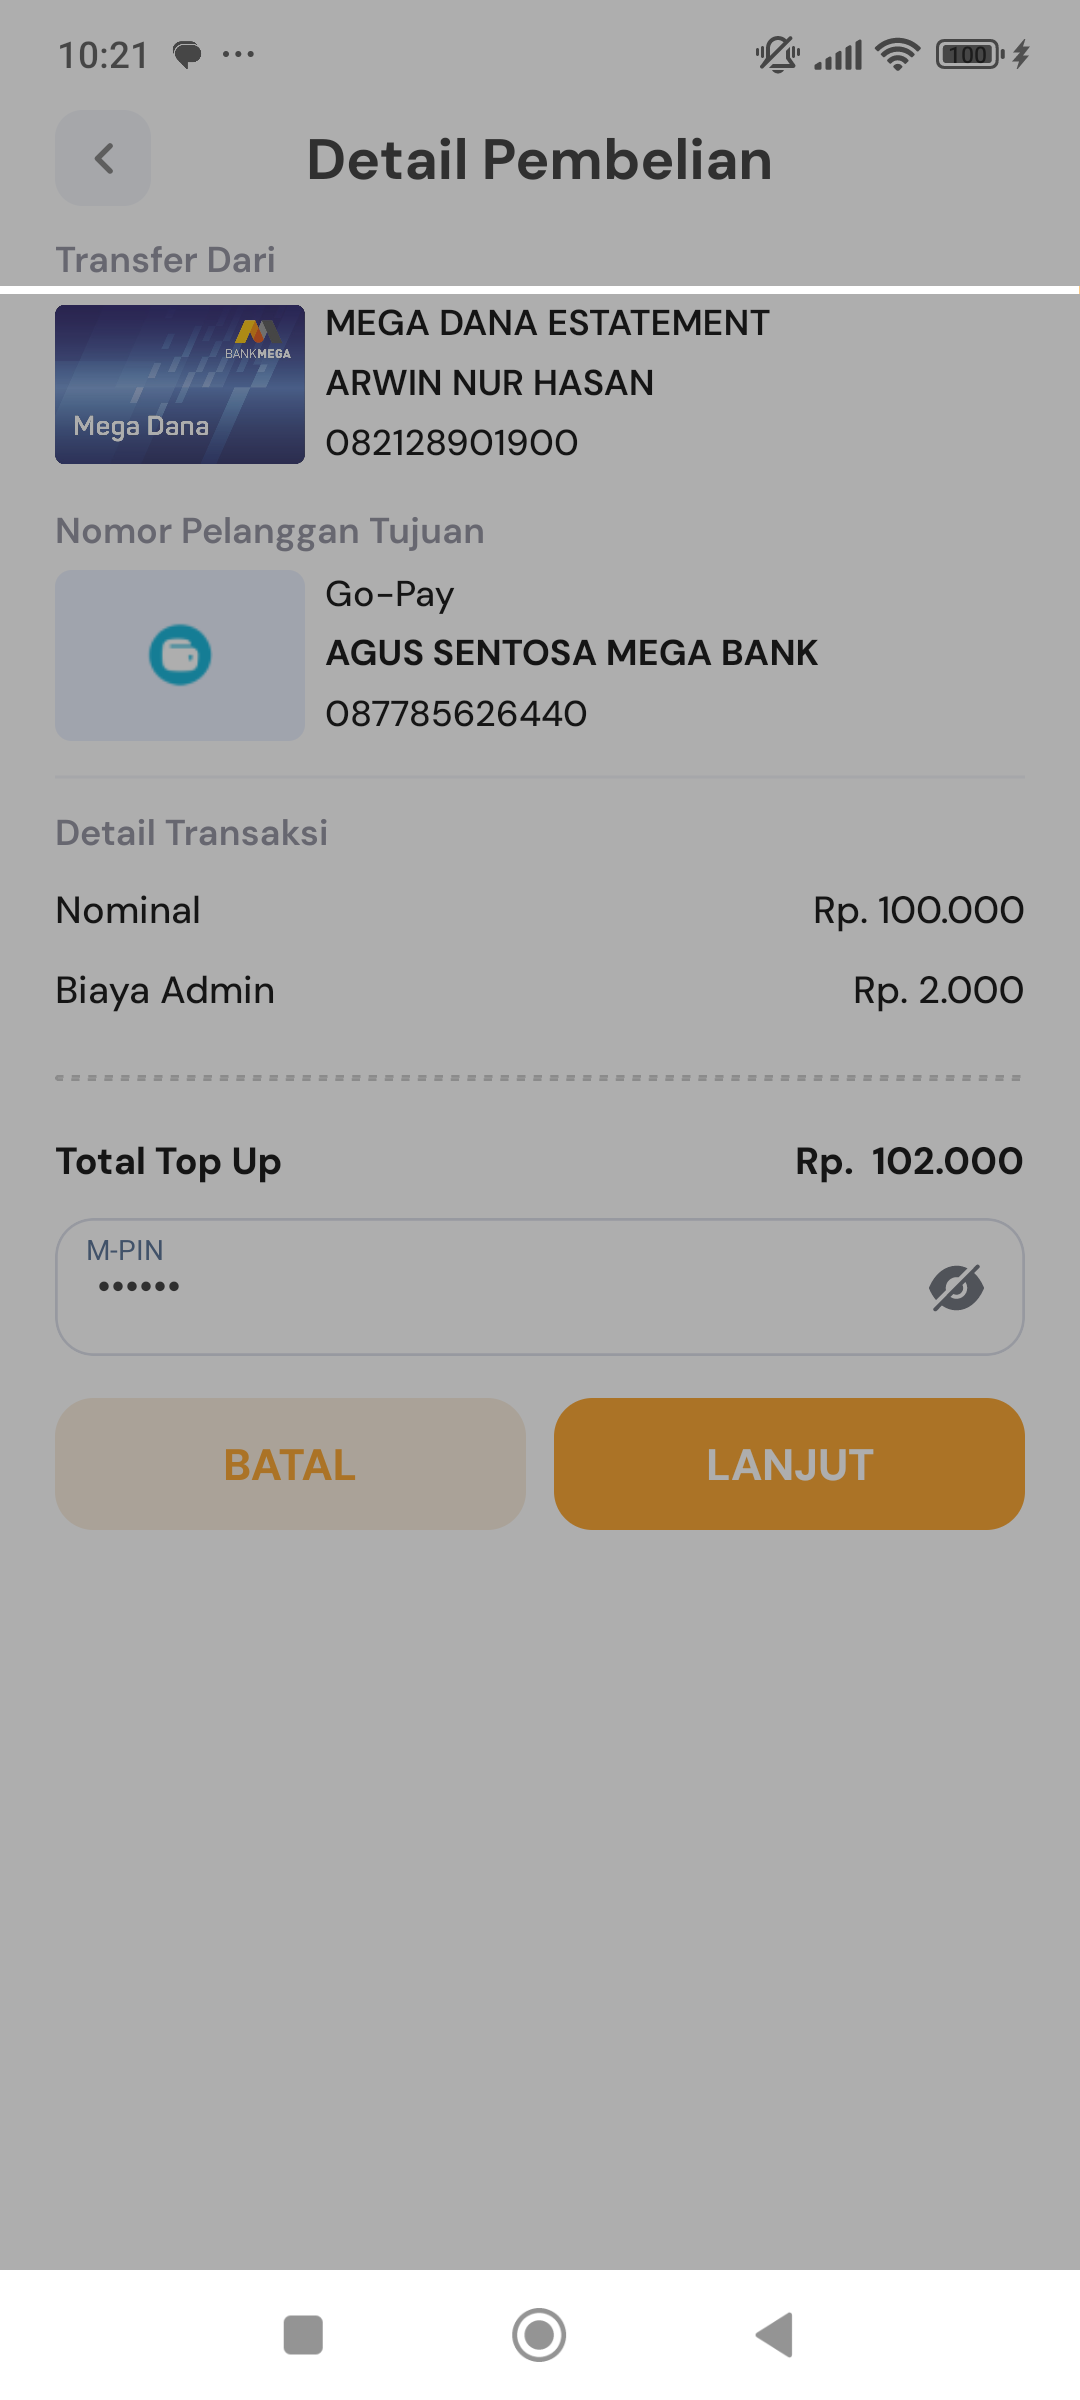 10:21
100
Detail Pembelian
Transfer Dari
BANKMEGA
Mega Dana
MEGA DANA ESTATEMENT
ARWIN NUR HASAN
082128901900
Nomor Pelanggan Tujuan
Go-Pay
AGUS SENTOSA MEGA BANK
087785626440
Detail Transaksi
Nominal Rp. 100.000
Biaya Admin Rp. 2.000
Total Top Up Rp. 102.000
M-PIN
••••••
BATAL LANJUT